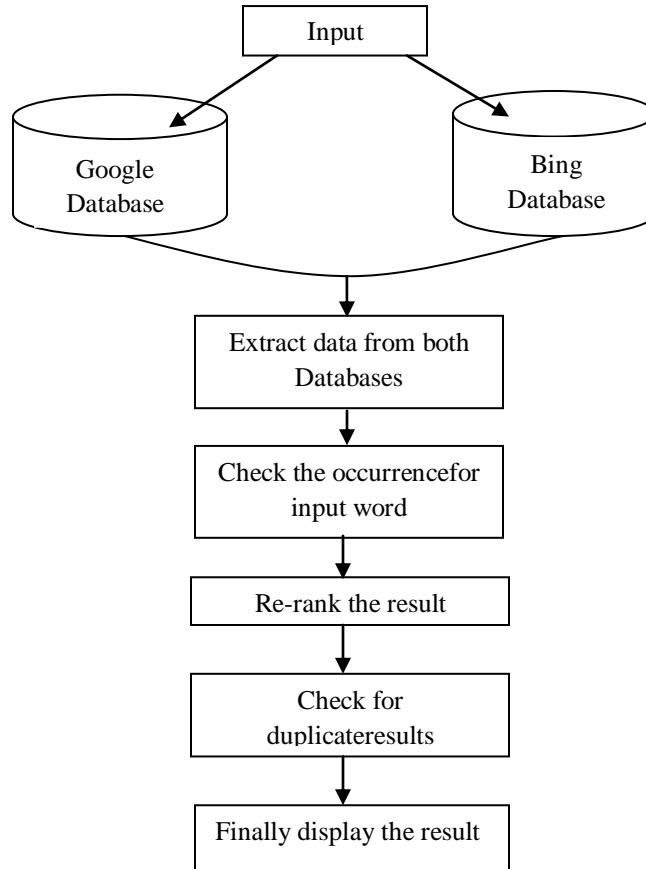 Input
Google
Database
Bing
Database
Extract data from both
Databases
Check the occurrencefor
input word
Re-rank the result
Check for
duplicateresults
Finally display the result